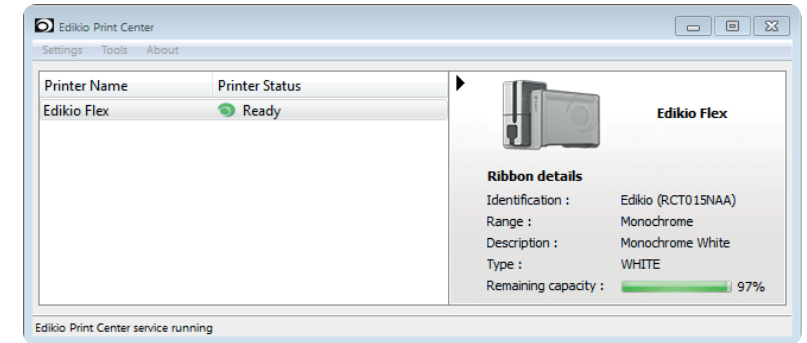 Edikio Print Center
Settings Tools About
Printer Name Printer Status
Edikio Flex Ready
Edikio Flex
Ribbon details
Identification : Edikio (RCT015NAA)
Range : Monochrome
Description : Monochrome White
Type : WHITE
Remaining capacity : 97%
Edikio Print Center service running